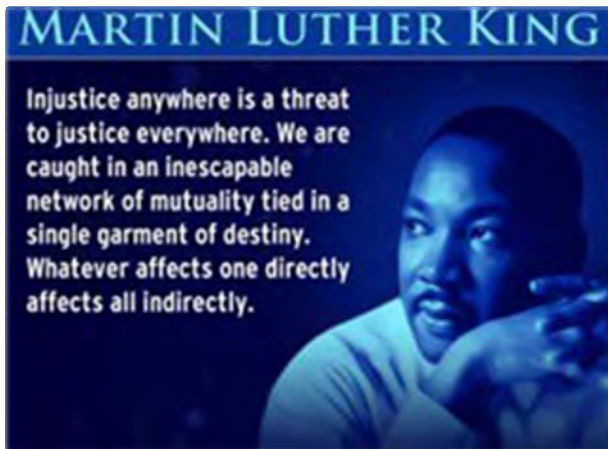 MARTIN LUTHER KING
Injustice anywhere is a threat
to justice everywhere. We are
caught in an inescapable
network of mutuality tied in a
single garment of destiny.
Whatever affects one directly
affects all indirectly.